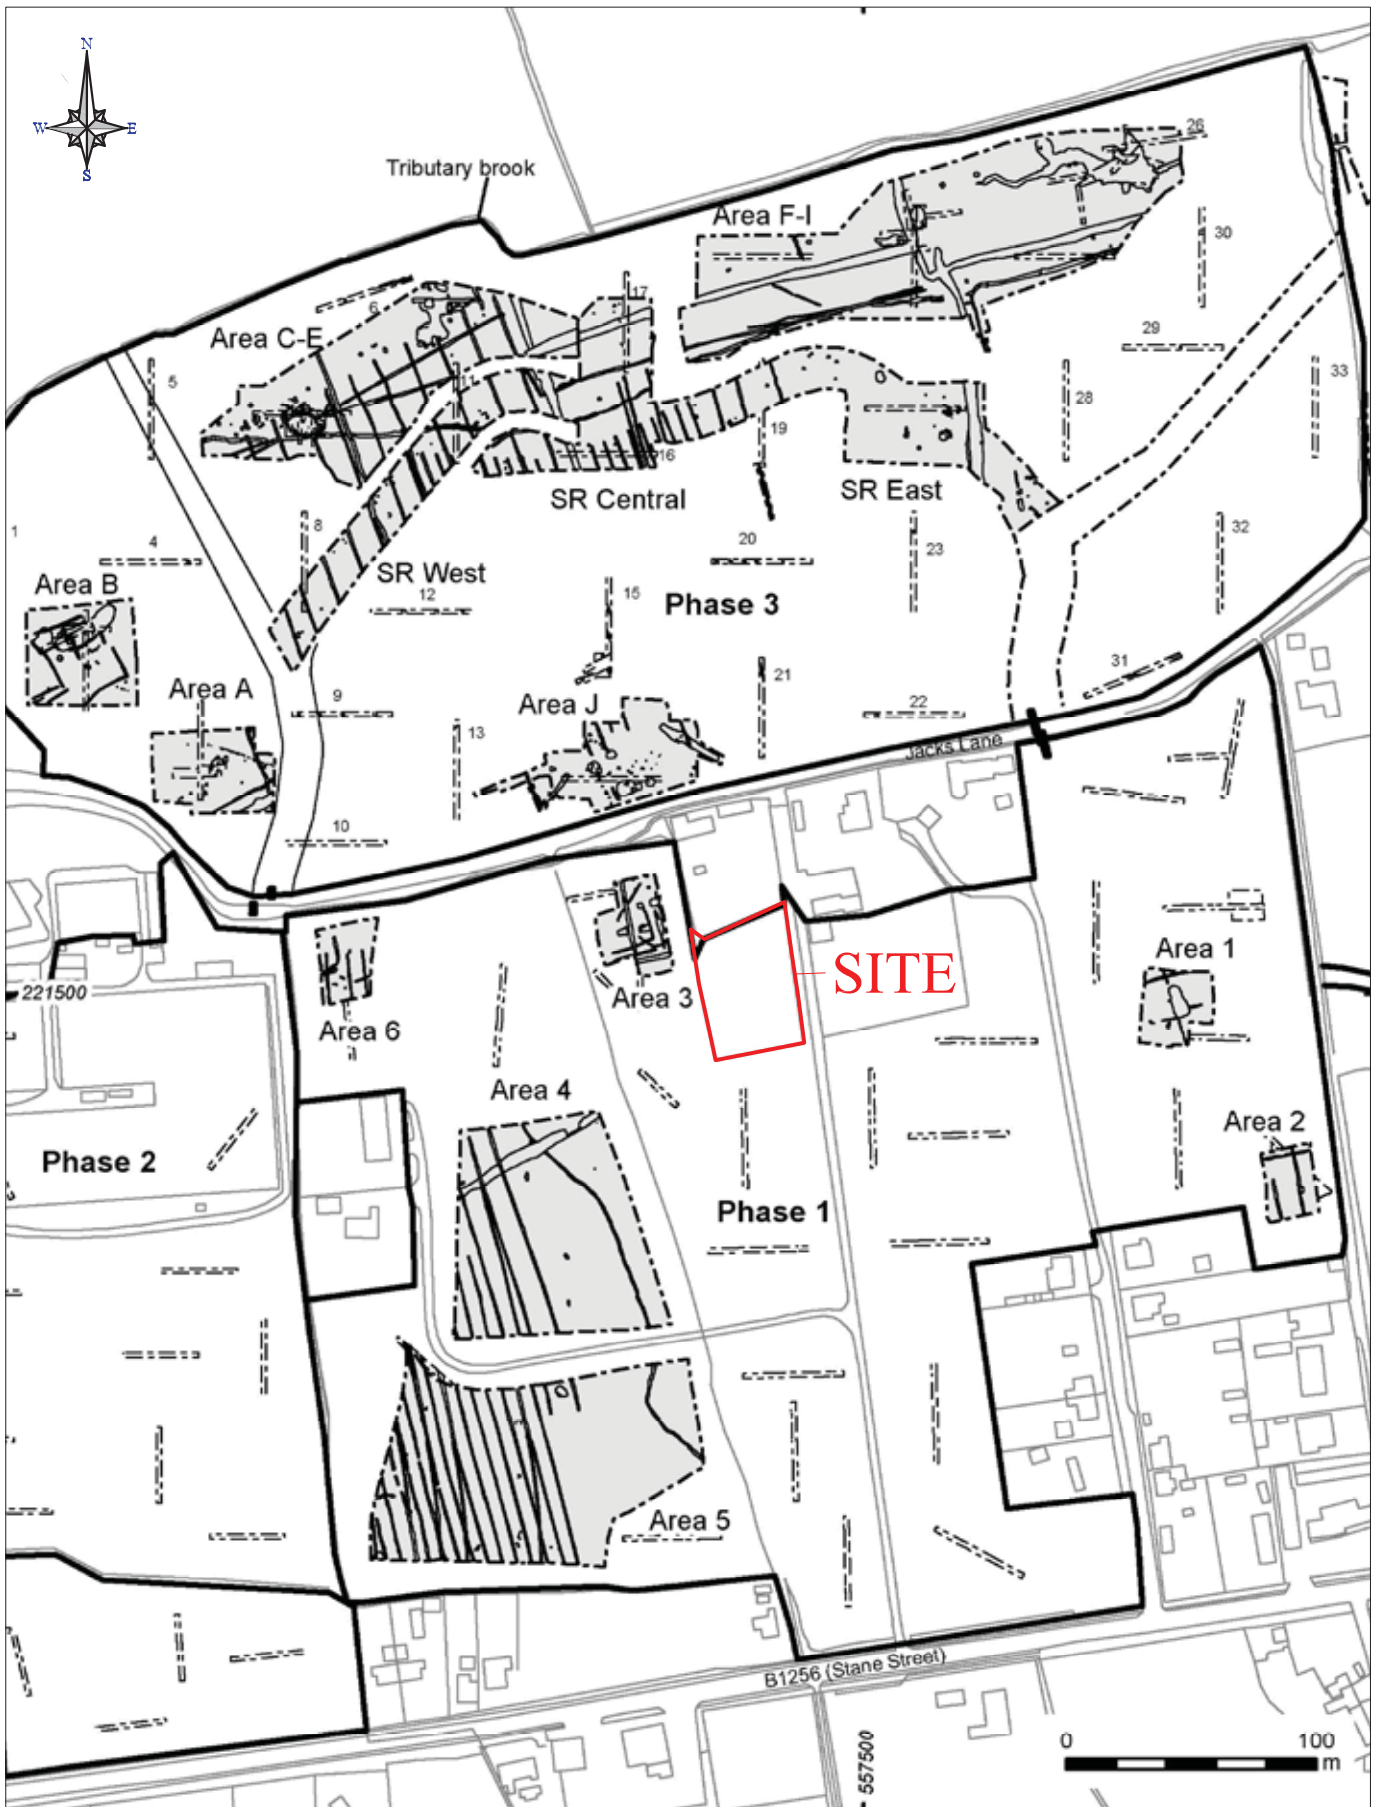 N
W E
S
Tributary brook
26
Area F-I
30
17
6
Area C-E
29
5
11
33
28
19
16
SR Central
SR East
1
8
4
20
23
32
Area B
SR West
12
15
Phase 3
31
21
Area A
9
Area J
22
13
Jacks Lane
10
Area 1
SITE
221500
Area 3
Area 6
Area 4
Area 2
Phase 2
Phase 1
Area 5
B1256 (Stane Street)
557500
0 100
m